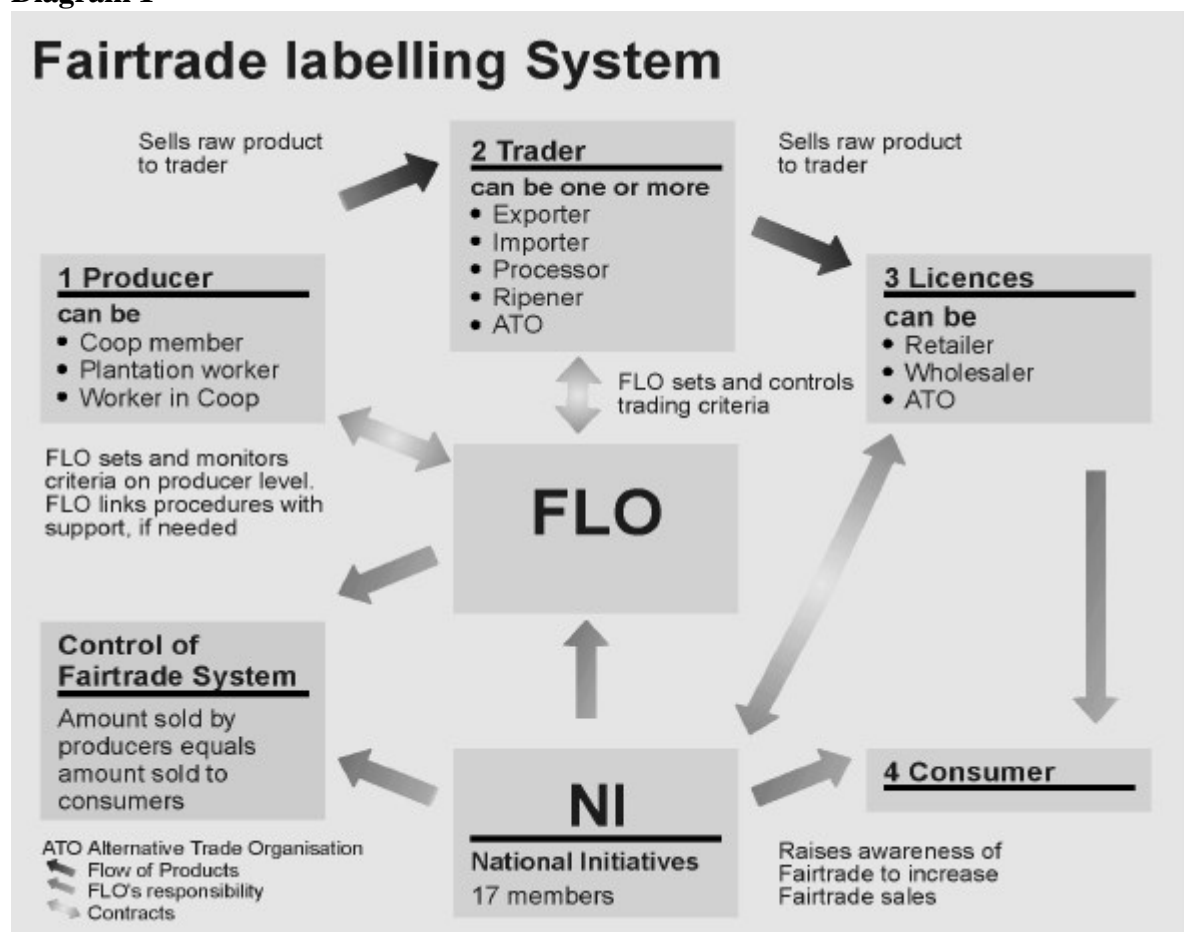 Diagram 1
Fairtrade labelling System
Sells raw product
to trader
2 Trader
can be one or more
• Exporter
• Importer
• Processor
• Ripener
• ATO
Sells raw product
to trader
1 Producer
can be
• Coop member
• Plantation worker
• Worker in Coop
3 Licences
can be
• Retailer
• Wholesaler
• ATO
FLO sets and controls
trading criteria
FLO sets and monitors
criteria on producer level.
FLO links procedures with
support, if needed
FLO
Control of
Fairtrade System
Amount sold by
producers equals
amount sold to
consumers
NI
National Initiatives
17 members
4 Consumer
Raises awareness of
Fairtrade to increase
Fairtrade sales
ATO Alternative Trade Organisation
Flow of Products
FLO's responsibility
Contracts